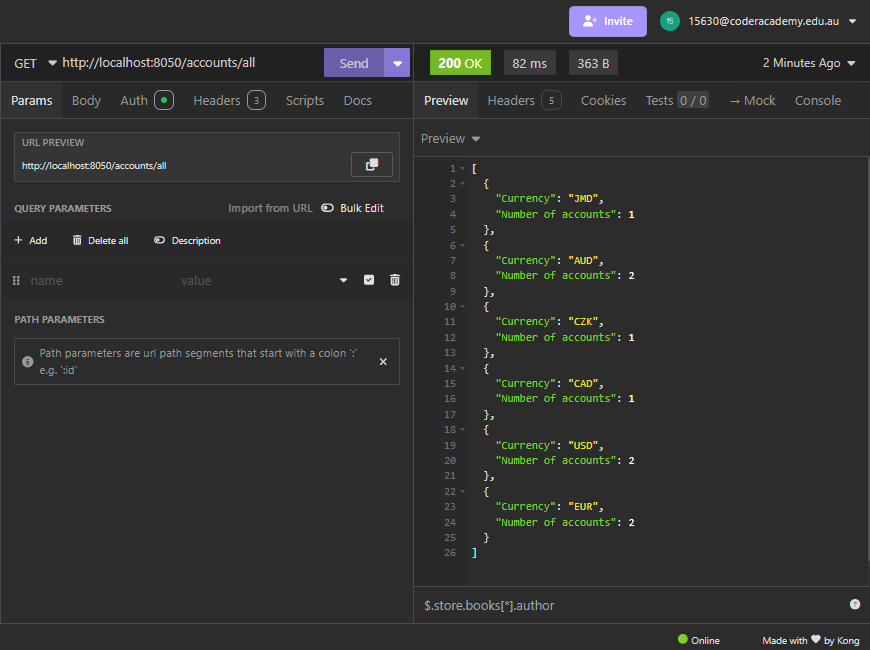 Invite
15
15630@coderacademy.edu.au
GET http://localhost:8050/accounts/all
Send
200 OK
82 ms
363 B
2 Minutes Ago
Params Body Auth Headers 3 Scripts Docs
Preview Headers 5 Cookies Tests 0 / 0 → Mock Console
URL PREVIEW
http://localhost:8050/accounts/all
QUERY PARAMETERS Import from URL Bulk Edit
+ Add Delete all Description
name value
PATH PARAMETERS
Path parameters are url path segments that start with a colon ':'
e.g. ':id'
Preview
1 [
2 {
3 "Currency": "JMD",
4 "Number of accounts": 1
5 },
6 {
7 "Currency": "AUD",
8 "Number of accounts": 2
9 },
10 {
11 "Currency": "CZK",
12 "Number of accounts": 1
13 },
14 {
15 "Currency": "CAD",
16 "Number of accounts": 1
17 },
18 {
19 "Currency": "USD",
20 "Number of accounts": 2
21 },
22 {
23 "Currency": "EUR",
24 "Number of accounts": 2
25 }
26 ]
$.store.books[*].author
Online
Made with ♥ by Kong